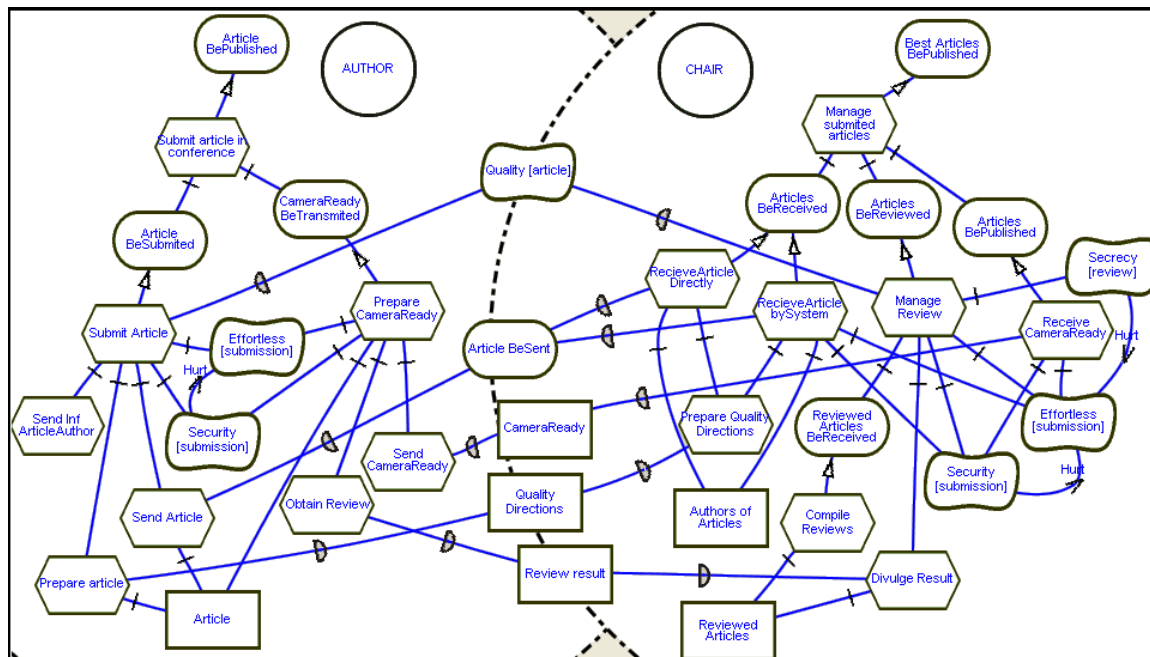 Article
BePublished
AUTHOR
CHAIR
Best Articles
BePublished
Submit article in
conference
Manage
submited
articles
Quality [article]
CameraReady
BeTransmited
Articles
BeReceived
Articles
BeReviewed
Articles
BePublished
Article
BeSubmited
Secrecy
[review]
RecieveArticle
Directly
Prepare
CameraReady
RecieveArticle
bySystem
Manage
Review
Receive
CameraReady
Submit Article
Effortless
[submission]
Hurt
Article BeSent
Hurt
Send Inf
ArticleAuthor
Security
[submission]
CameraReady
Prepare Quality
Directions
Reviewed
Articles
BeReceived
Effortless
[submission]
Send
CameraReady
Security
[submission]
Hurt
Send Article
Obtain Review
Quality
Directions
Authors of
Articles
Compile
Reviews
Prepare article
Review result
Divulge Result
Article
Reviewed
Articles